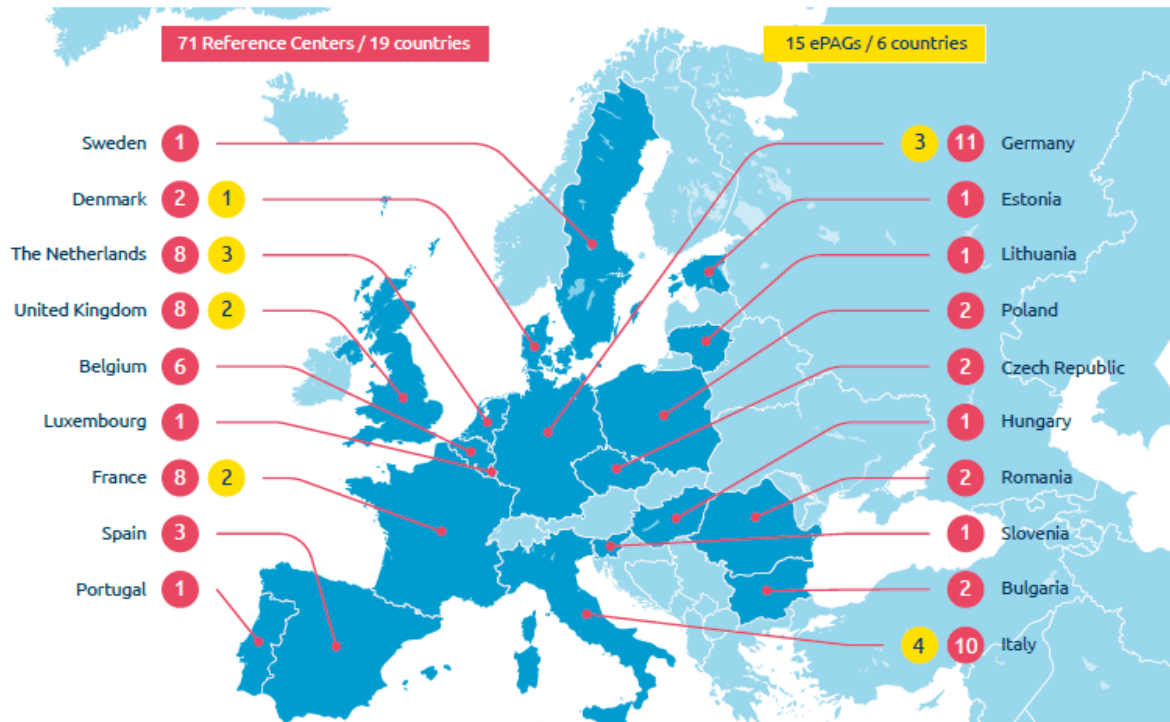 71 Reference Centers / 19 countries
15 ePAGs / 6 countries
Sweden 1
Denmark 2 1
The Netherlands 8 3
United Kingdom 8 2
Belgium 6
Luxembourg 1
France 8 2
Spain 3
Portugal 1
3 11 Germany
1 Estonia
1 Lithuania
2 Poland
2 Czech Republic
1 Hungary
2 Romania
1 Slovenia
2 Bulgaria
4 10 Italy